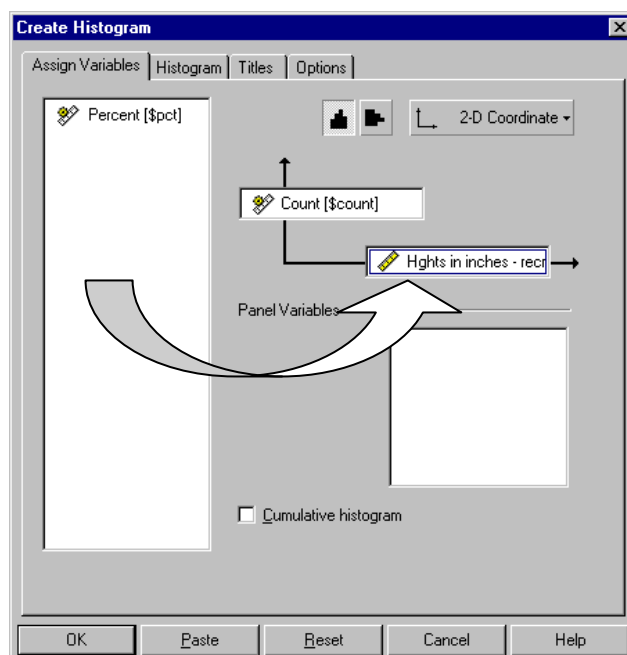 Create Histogram
Assign Variables Histogram Titles Options
Percent [$pct]
2-D Coordinate
Count [$count]
Hghts in inches - recr
Panel Variables
Cumulative histogram
OK Paste Reset Cancel Help